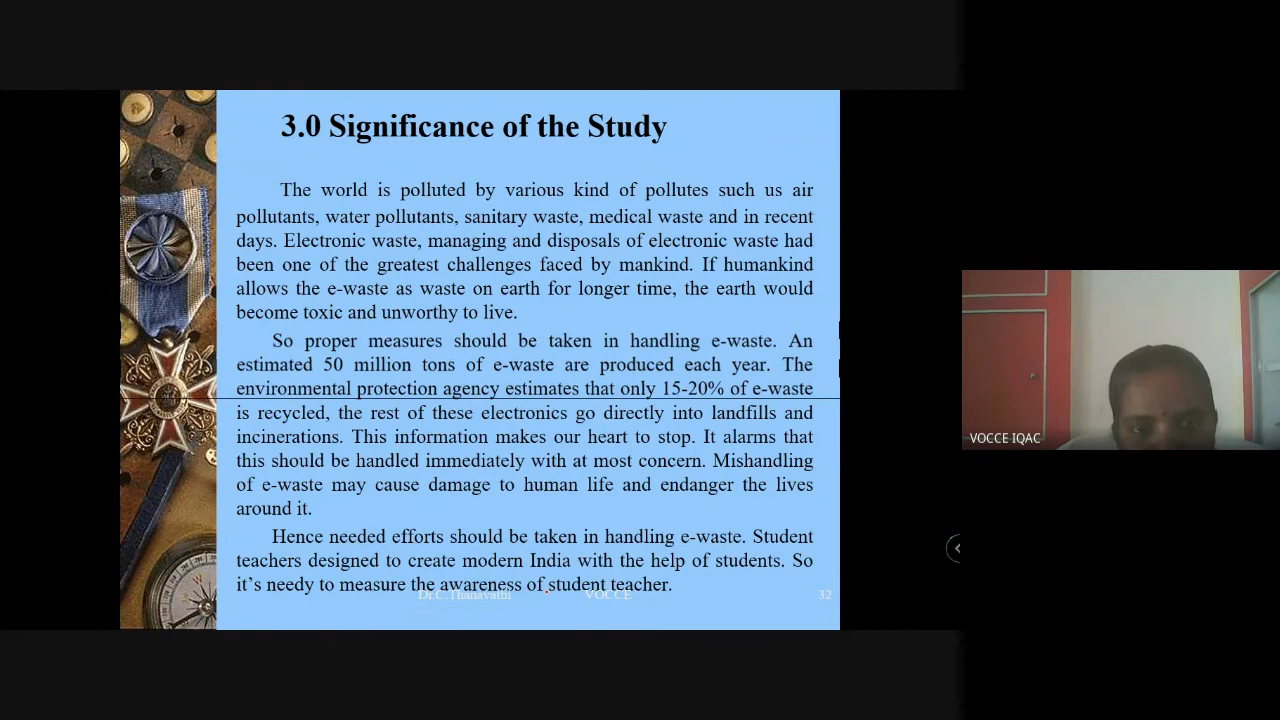 3.0 Significance of the Study
The world is polluted by various kind of pollutes such us air
pollutants, water pollutants, sanitary waste, medical waste and in recent
days. Electronic waste, managing and disposals of electronic waste had
been one of the greatest challenges faced by mankind. If humankind
allows the e-waste as waste on earth for longer time, the earth would
become toxic and unworthy to live.
So proper measures should be taken in handling e-waste. An
estimated 50 million tons of e-waste are produced each year. The
environmental protection agency estimates that only 15-20% of e-waste
is recycled, the rest of these electronics go directly into landfills and
incinerations. This information makes our heart to stop. It alarms that
this should be handled immediately with at most concern. Mishandling
of e-waste may cause damage to human life and endanger the lives
around it.
Hence needed efforts should be taken in handling e-waste. Student
teachers designed to create modern India with the help of students. So
it's needy to measure the awareness of student teacher.
Dr.C.Thanavathi VOCCE 32
VOCCE IQAC